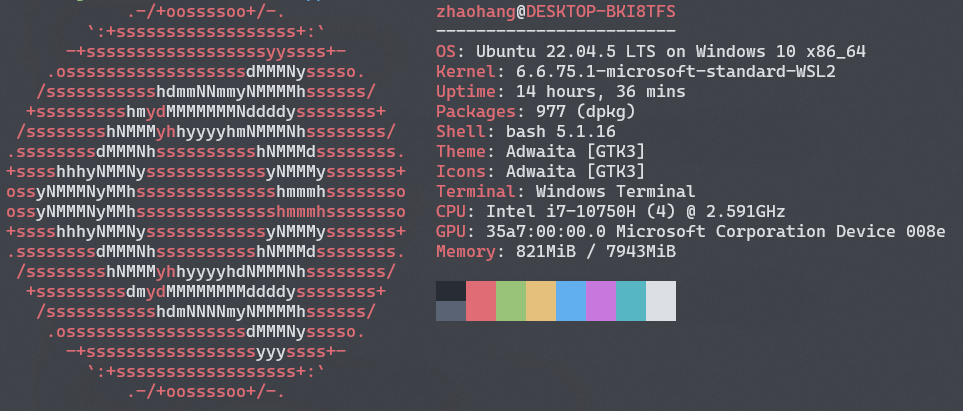 zhaohang@DESKTOP-BKI8TFS
------------------------
OS: Ubuntu 22.04.5 LTS on Windows 10 x86_64
Kernel: 6.6.75.1-microsoft-standard-WSL2
Uptime: 14 hours, 36 mins
Packages: 977 (dpkg)
Shell: bash 5.1.16
Theme: Adwaita [GTK3]
Icons: Adwaita [GTK3]
Terminal: Windows Terminal
CPU: Intel i7-10750H (4) @ 2.591GHz
GPU: 35a7:00:00.0 Microsoft Corporation Device 008e
Memory: 821MiB / 7943MiB
.-/+oossssoo+/-.
`:+ssssssssssssssssss+:`
-+ssssssssssssssssssyyssss+-
.ossssssssssssssssssdMMMNysssso.
/ssssssssssshdmmNNmmyNMMMMhssssss/
+ssssssssshmydMMMMMMMNddddyssssssss+
/sssssssshNMMMyhhyyyyhmNMMMNhssssssss/
.ssssssssdMMMNhsssssssssshNMMMdssssssss.
+sssshhhyNMMNyssssssssssssyNMMMysssssss+
ossyNMMMNyMMhsssssssssssssshmmmhssssssso
ossyNMMMNyMMhsssssssssssssshmmmhssssssso
+sssshhhyNMMNyssssssssssssyNMMMysssssss+
.ssssssssdMMMNhsssssssssshNMMMdssssssss.
/sssssssshNMMMyhhyyyyhdNMMMNhssssssss/
+sssssssssdmydMMMMMMMMddddyssssssss+
/ssssssssssshdmNNNNmyNMMMMhssssss/
.ossssssssssssssssssdMMMNysssso.
-+sssssssssssssssssyyyssss+-
`:+ssssssssssssssssss+:`
.-/+oossssoo+/-.